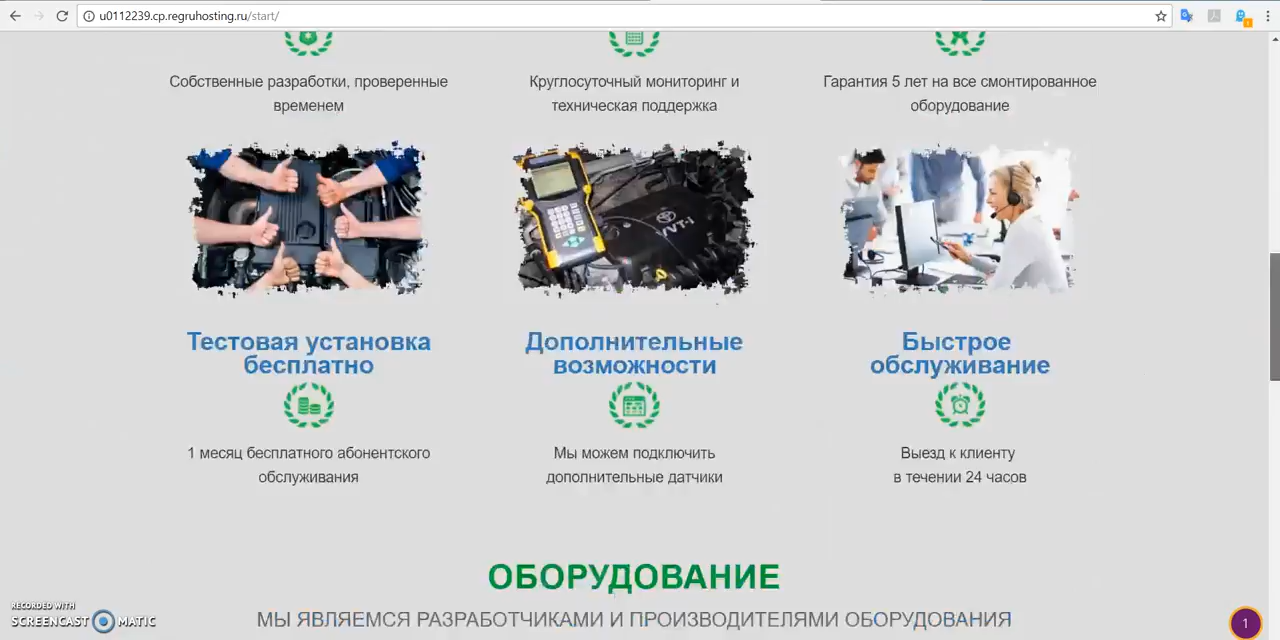 u0112239.cp.regruhosting.ru/start/
Собственные разработки, проверенные
временем
Круглосуточный мониторинг и
техническая поддержка
Гарантия 5 лет на все смонтированное
оборудование
VVT-i
Тестовая установка
бесплатно
Дополнительные
возможности
Быстрое
обслуживание
1 месяц бесплатного абонентского
обслуживания
Мы можем подключить
дополнительные датчики
Выезд к клиенту
в течении 24 часов
ОБОРУДОВАНИЕ
МЫ ЯВЛЯЕМСЯ РАЗРАБОТЧИКАМИ И ПРОИЗВОДИТЕЛЯМИ ОБОРУДОВАНИЯ
RECORDED WITH
SCREENCAST MATIC
1